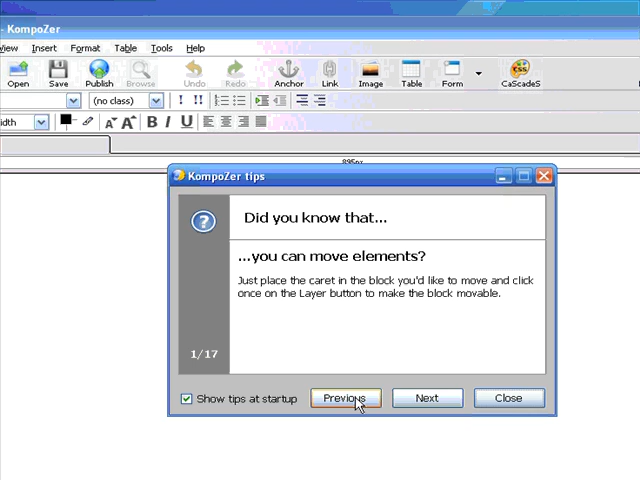 - KompoZer
View Insert Format Table Tools Help
Open Save Publish Browse Undo Redo Anchor Link Image Table Form CaScadeS
(no class) ! !!
idth A A B I U
895px
KompoZer tips
Did you know that...
...you can move elements?
Just place the caret in the block you'd like to move and click
once on the Layer button to make the block movable.
1/17
Show tips at startup Previous Next Close